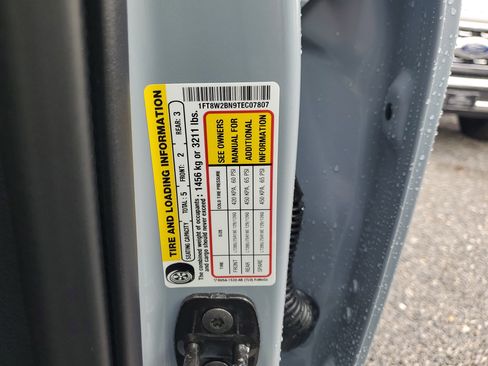 1FT8W2BN9TEC07807
TIRE AND LOADING INFORMATION
SEATING CAPACITY TOTAL: 5 FRONT: 2 REAR: 3
The combined weight of occupants
and cargo should never exceed : 1456 kg or 3211 lbs.
TIRE SIZE COLD TIRE PRESSURE
FRONT 420 KPA, 60 PSI
REAR 450 KPA, 65 PSI
SPARE 450 KPA, 65 PSI
SEE OWNERS
MANUAL FOR
ADDITIONAL
INFORMATION